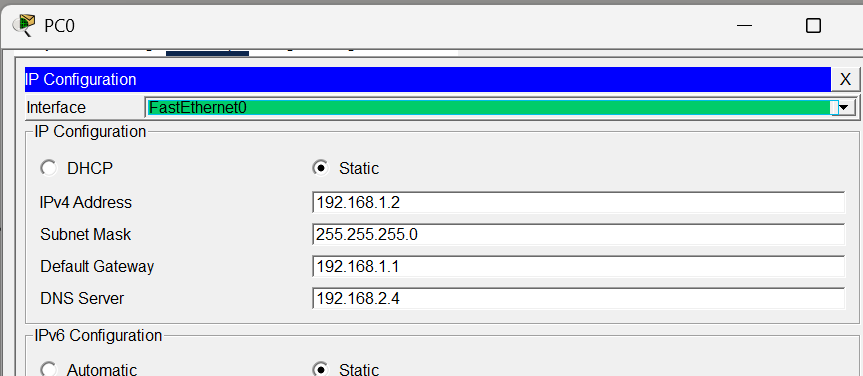 PC0
IP Configuration
X
Interface
FastEthernet0
IP Configuration
DHCP
Static
IPv4 Address
192.168.1.2
Subnet Mask
255.255.255.0
Default Gateway
192.168.1.1
DNS Server
192.168.2.4
IPv6 Configuration
Automatic
Static